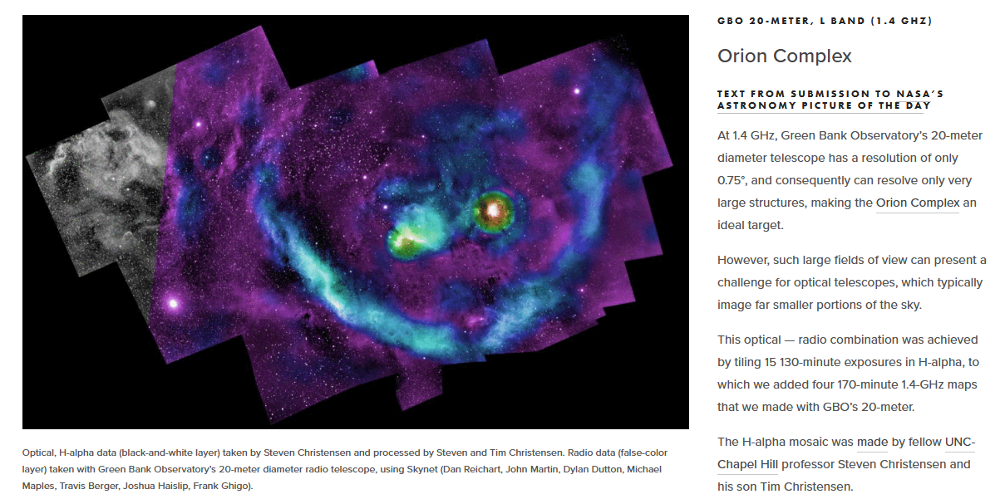 GBO 20-METER, L BAND (1.4 GHZ)
Orion Complex
TEXT FROM SUBMISSION TO NASA'S
ASTRONOMY PICTURE OF THE DAY
At 1.4 GHz, Green Bank Observatory's 20-meter
diameter telescope has a resolution of only
0.75°, and consequently can resolve only very
large structures, making the Orion Complex an
ideal target.
However, such large fields of view can present a
challenge for optical telescopes, which typically
image far smaller portions of the sky.
This optical — radio combination was achieved
by tiling 15 130-minute exposures in H-alpha, to
which we added four 170-minute 1.4-GHz maps
that we made with GBO's 20-meter.
The H-alpha mosaic was made by fellow UNC-
Chapel Hill professor Steven Christensen and
his son Tim Christensen.
Optical, H-alpha data (black-and-white layer) taken by Steven Christensen and processed by Steven and Tim Christensen. Radio data (false-color
layer) taken with Green Bank Observatory's 20-meter diameter radio telescope, using Skynet (Dan Reichart, John Martin, Dylan Dutton, Michael
Maples, Travis Berger, Joshua Haislip, Frank Ghigo).